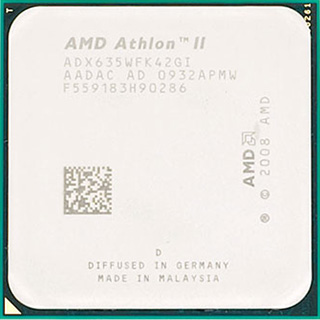 AMD Athlon™ II
ADX635WFK42GI
AADAC AD 0932APMW
F559183H90286
AMD
® © 2008 AMD
D
DIFFUSED IN GERMANY
MADE IN MALAYSIA